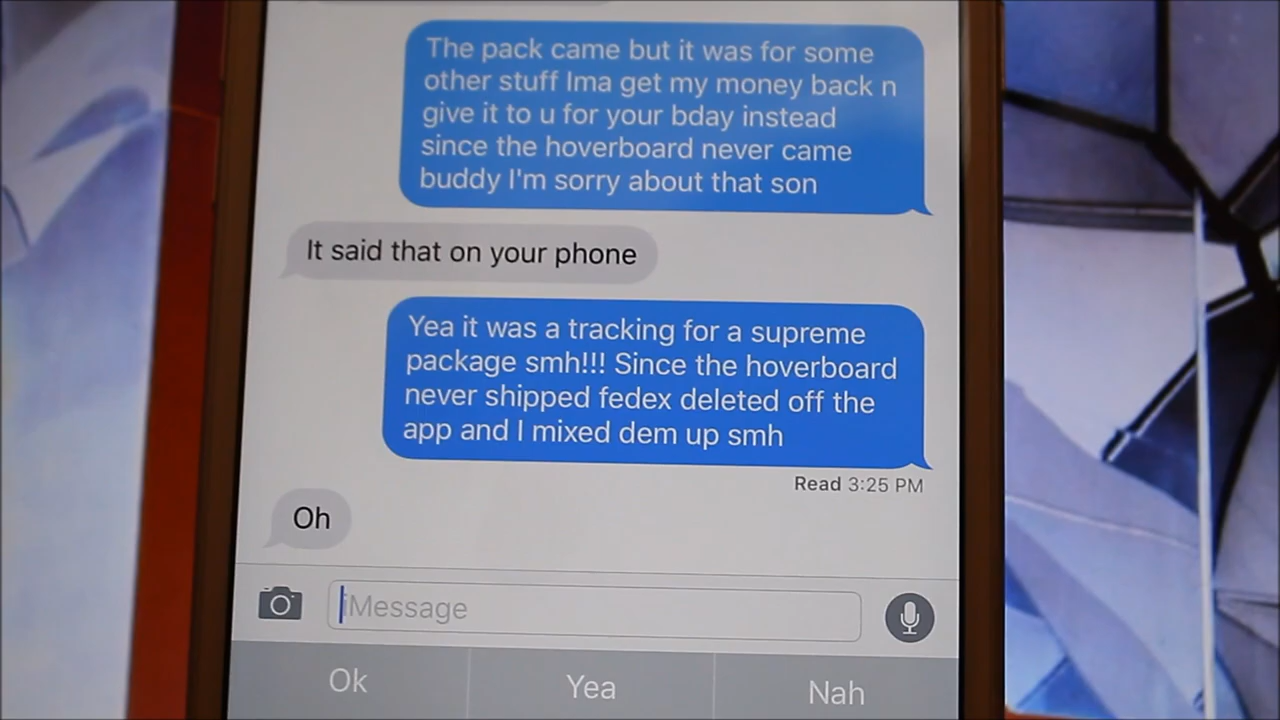 The pack came but it was for some
other stuff Ima get my money back n
give it to u for your bday instead
since the hoverboard never came
buddy I'm sorry about that son
It said that on your phone
Yea it was a tracking for a supreme
package smh!!! Since the hoverboard
never shipped fedex deleted off the
app and I mixed dem up smh
Read 3:25 PM
Oh
iMessage
Ok Yea Nah